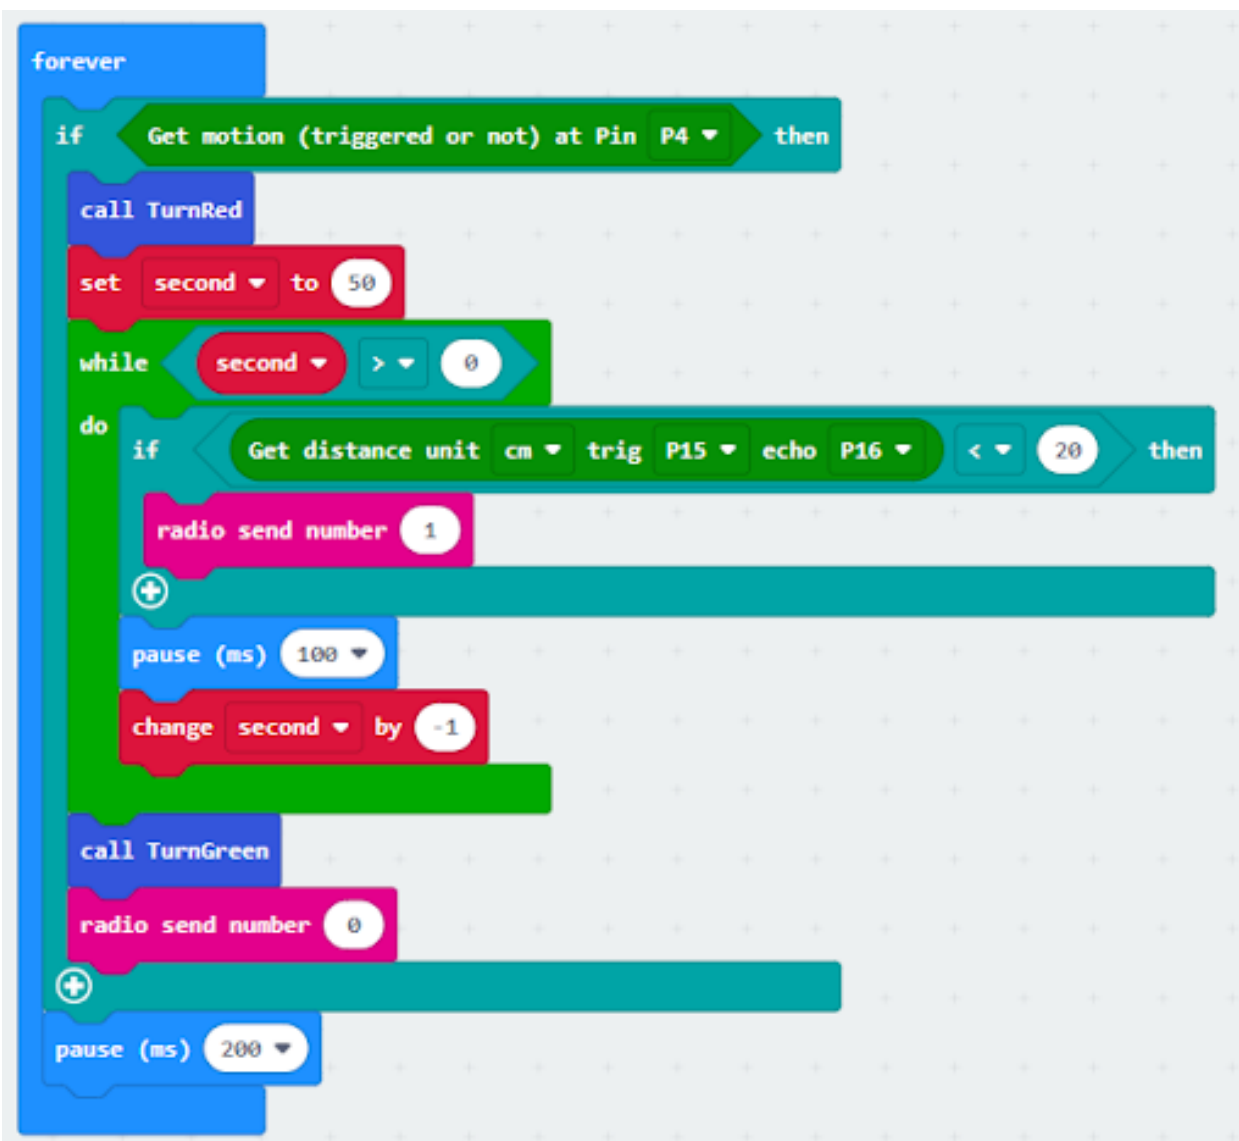 forever
if Get motion (triggered or not) at Pin P4 then
call TurnRed
set second to 50
while second > 0
do
if Get distance unit cm trig P15 echo P16 < 20 then
radio send number 1
pause (ms) 100
change second by -1
call TurnGreen
radio send number 0
pause (ms) 200